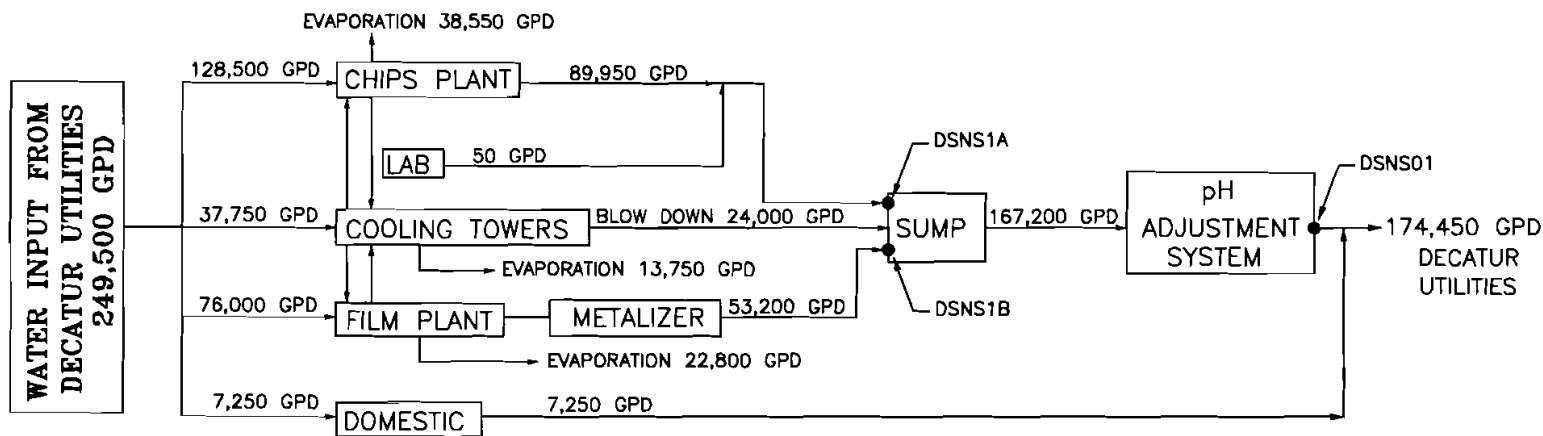 WATER INPUT FROM
DECATUR UTILITIES
249,500 GPD
EVAPORATION 38,550 GPD
128,500 GPD
CHIPS PLANT
89,950 GPD
LAB
50 GPD
DSNS1A
DSNS01
37,750 GPD
COOLING TOWERS
BLOW DOWN 24,000 GPD
SUMP
167,200 GPD
pH
ADJUSTMENT
SYSTEM
174,450 GPD
DECATUR
UTILITIES
EVAPORATION 13,750 GPD
76,000 GPD
FILM PLANT
METALIZER
53,200 GPD
DSNS1B
EVAPORATION 22,800 GPD
7,250 GPD
DOMESTIC
7,250 GPD